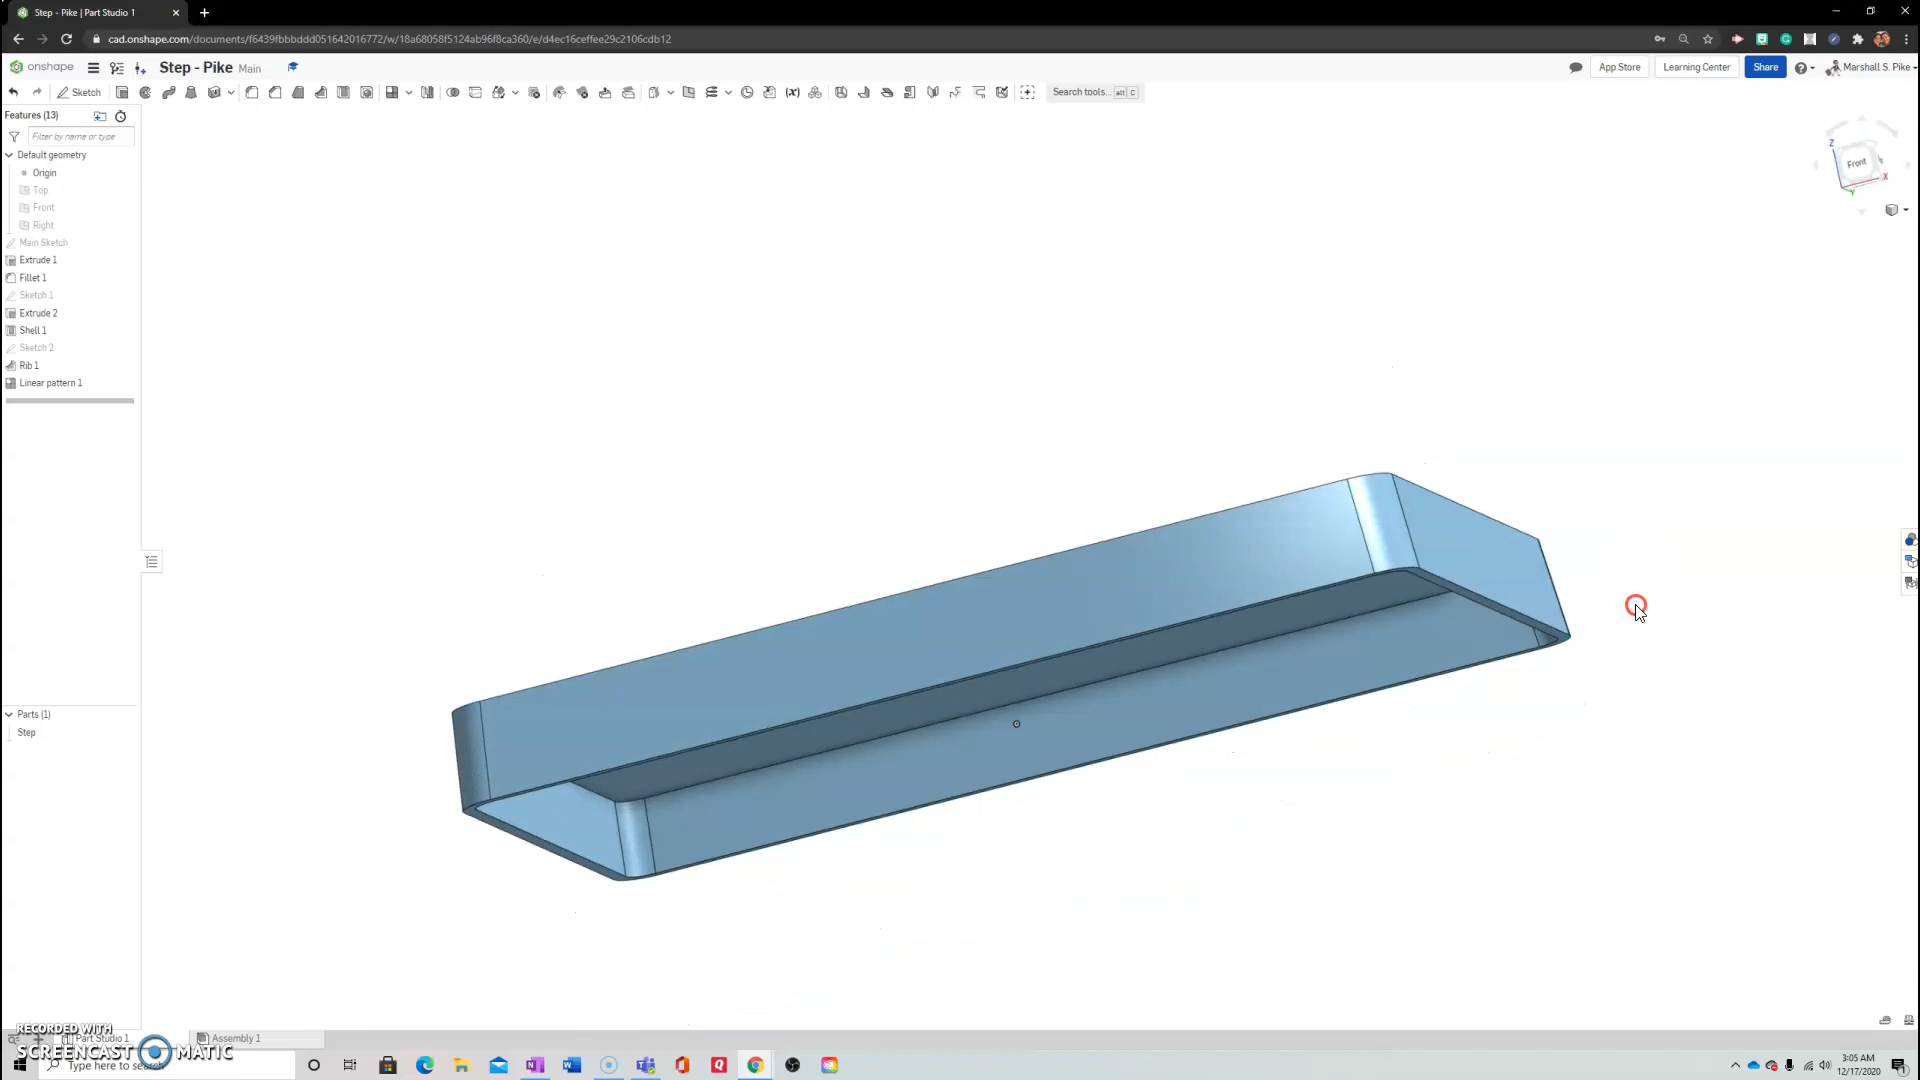 Step - Pike | Part Studio 1
cad.onshape.com/documents/f6439fbbbddd051642016772/w/18a68058f5124ab96f8ca360/e/d4ec16ceffee29c2106cdb12
onshape
Step - Pike Main
App Store
Learning Center
Share
Marshall S. Pike
Sketch
Search tools... alt C
Features (13)
Filter by name or type
Default geometry
Origin
Top
Front
Right
Main Sketch
Extrude 1
Fillet 1
Sketch 1
Extrude 2
Shell 1
Sketch 2
Rib 1
Linear pattern 1
Z
Front
X
Y
Parts (1)
Step
RECORDED WITH
SCREENCAST MATIC
Part Studio 1
Assembly 1
Type here to search
3:05 AM
12/17/2020